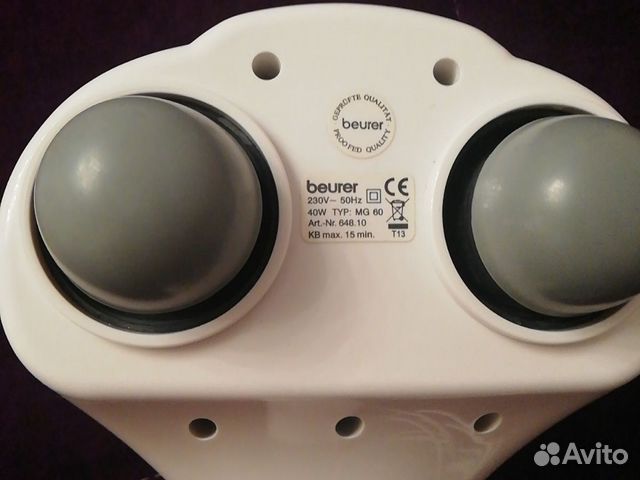 GEPRÜFTE QUALITÄT
beurer
PROOFED QUALITY
beurer
230V~ 50Hz
40W TYP: MG 60
Art.-Nr. 648.10
KB max. 15 min.
CE
T13
Avito